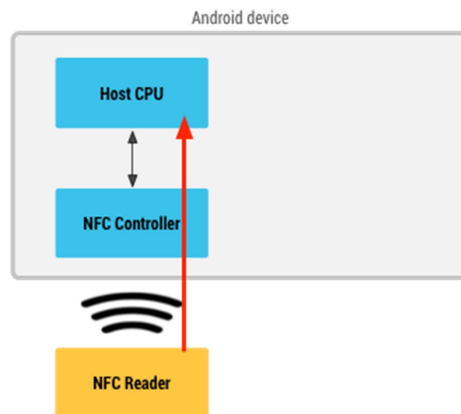 Android device
Host CPU
NFC Controller
NFC Reader